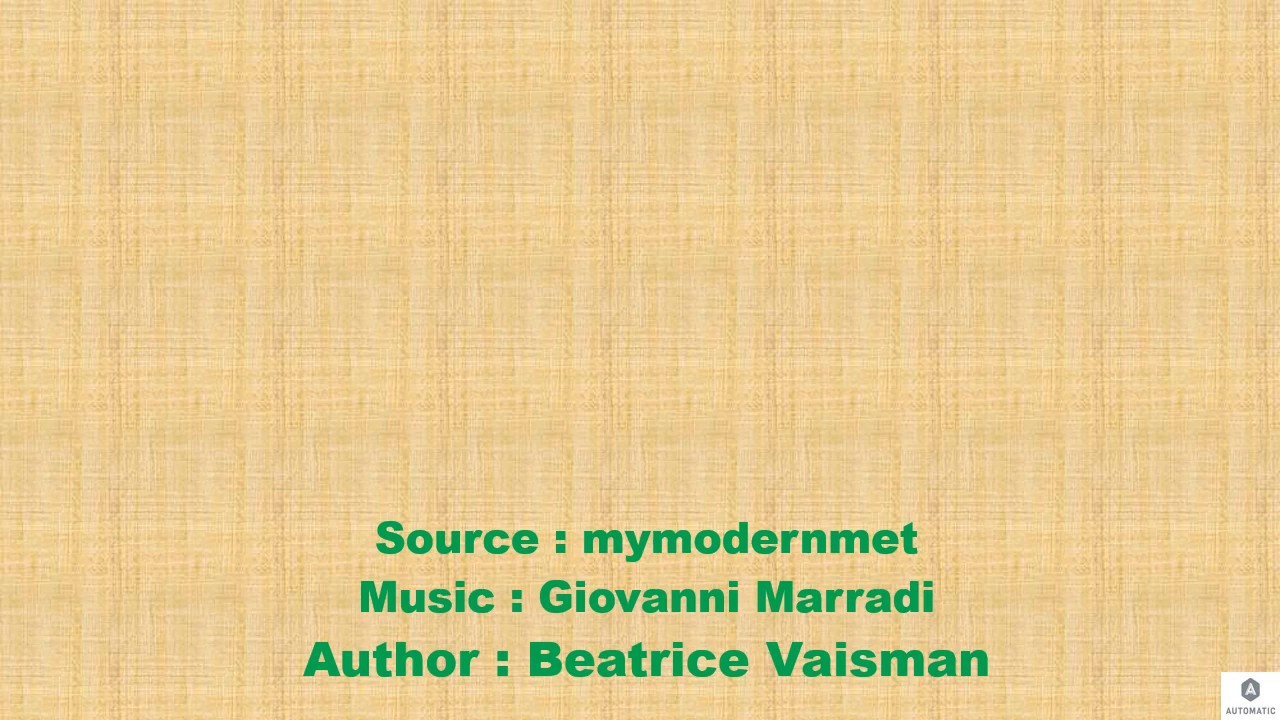 Source : mymodernmet
Music : Giovanni Marradi
Author : Beatrice Vaisman
AUTOMATIC